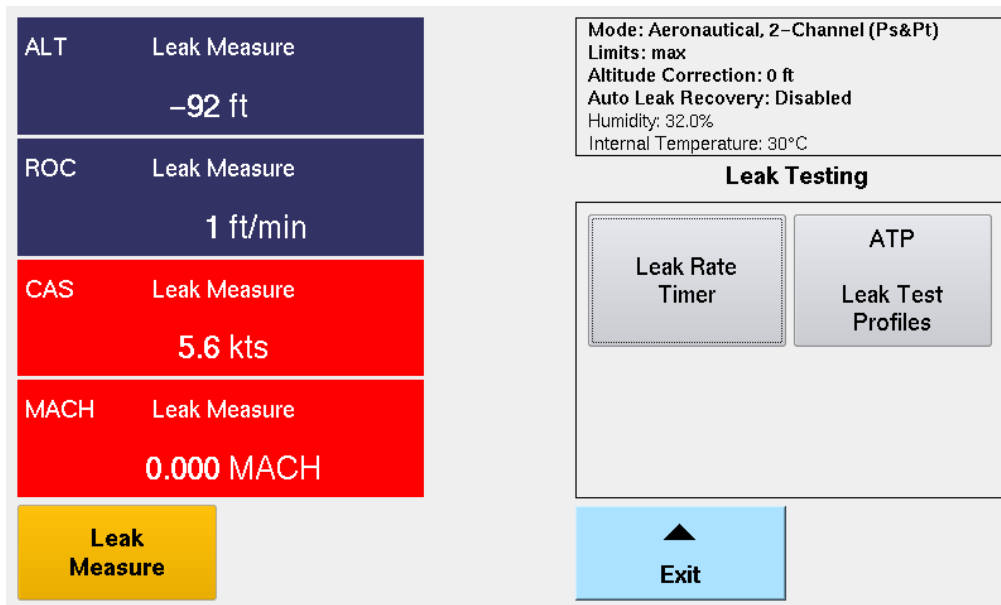 ALT Leak Measure
–92 ft
ROC Leak Measure
1 ft/min
CAS Leak Measure
5.6 kts
MACH Leak Measure
0.000 MACH
Leak
Measure
Mode: Aeronautical, 2–Channel (Ps&Pt)
Limits: max
Altitude Correction: 0 ft
Auto Leak Recovery: Disabled
Humidity: 32.0%
Internal Temperature: 30°C
Leak Testing
Leak Rate
Timer
ATP
Leak Test
Profiles
Exit